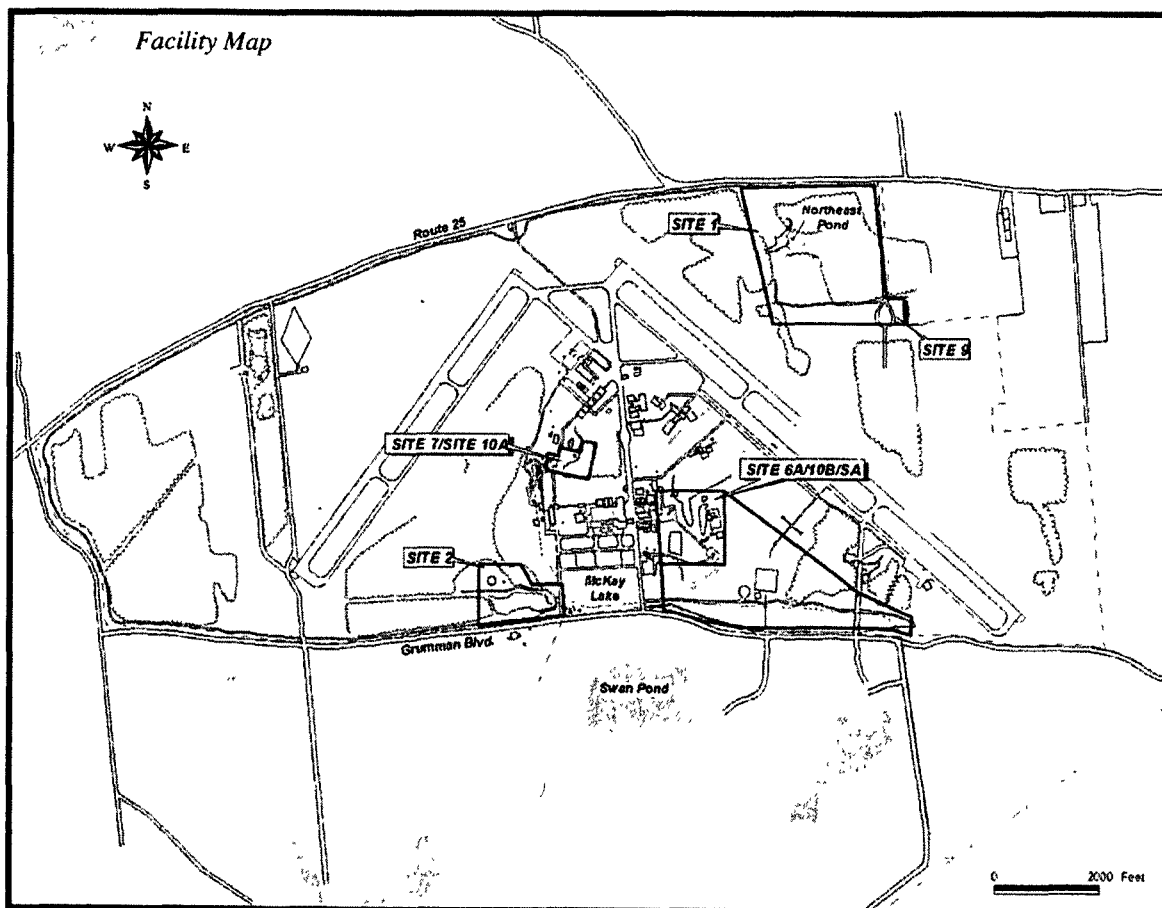 Facility Map
N
W E
S
Route 25
SITE 1
Northeast
Pond
SITE 9
SITE 7/SITE 10A
SITE 6A/10B/SA
SITE 2
McKay
Lake
Grumman Blvd.
Swan Pond
0 2000 Feet